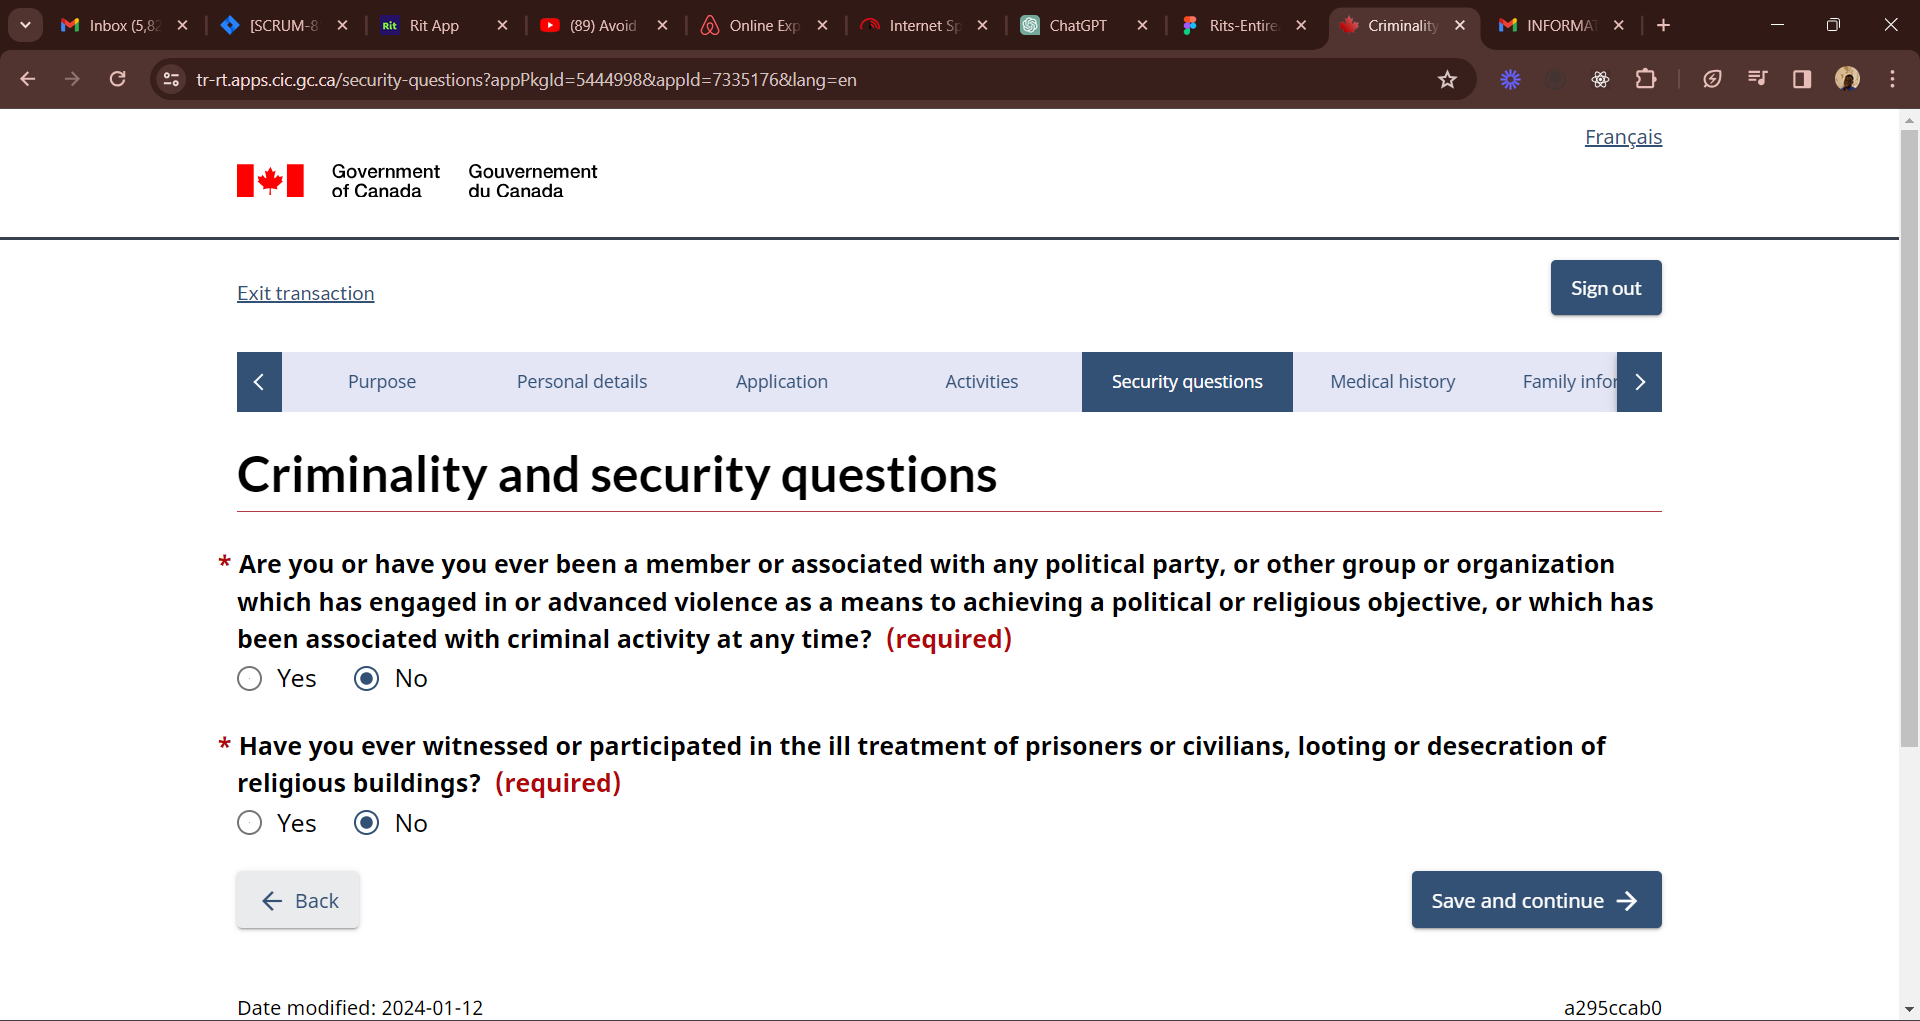 Inbox (5,82
[SCRUM-8
Rit
Rit App
(89) Avoid
Online Exp
Internet Sp
ChatGPT
Rits-Entire
Criminality
INFORMAT
tr-rt.apps.cic.gc.ca/security-questions?appPkgId=5444998&appId=7335176&lang=en
Français
Government of Canada
Gouvernement du Canada
Exit transaction
Sign out
Purpose
Personal details
Application
Activities
Security questions
Medical history
Family infor
Criminality and security questions
* Are you or have you ever been a member or associated with any political party, or other group or organization
which has engaged in or advanced violence as a means to achieving a political or religious objective, or which has
been associated with criminal activity at any time? (required)
Yes No
* Have you ever witnessed or participated in the ill treatment of prisoners or civilians, looting or desecration of
religious buildings? (required)
Yes No
Back
Save and continue
Date modified: 2024-01-12
a295ccab0